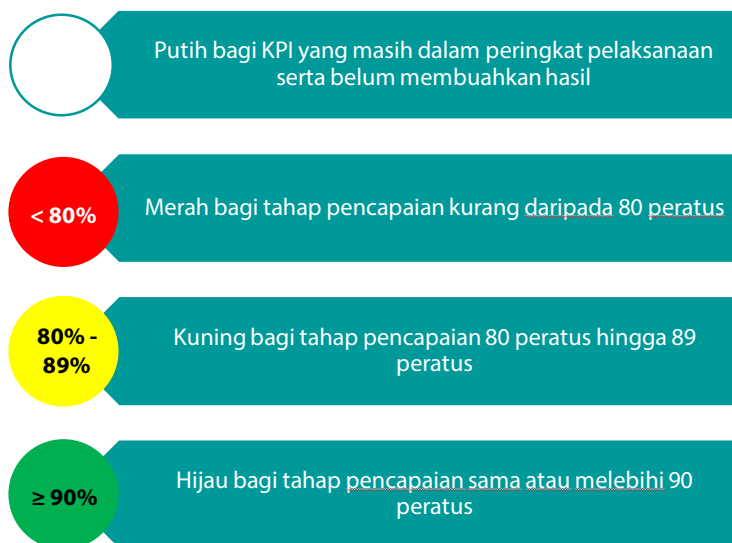 Putih bagi KPI yang masih dalam peringkat pelaksanaan
serta belum membuahkan hasil
< 80%
Merah bagi tahap pencapaian kurang daripada 80 peratus
80% -
89%
Kuning bagi tahap pencapaian 80 peratus hingga 89
peratus
≥ 90%
Hijau bagi tahap pencapaian sama atau melebihi 90
peratus